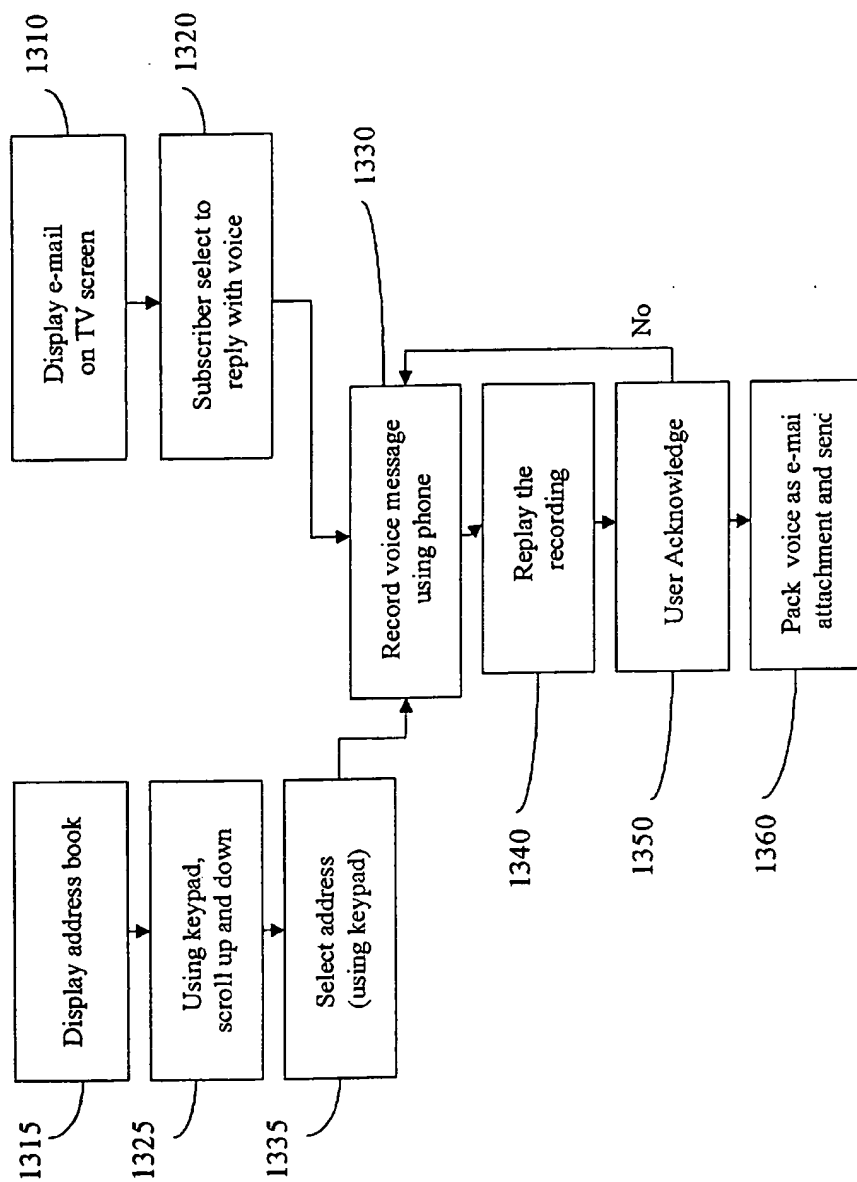 1310
Display e-mail
on TV screen
1320
Subscriber select to
reply with voice
1315
Display address book
1325
Using keypad,
scroll up and down
1335
Select address
(using keypad)
1330
Record voice message
using phone
1340
Replay the
recording
1350
User Acknowledge
No
1360
Pack voice as e-mai
attachment and send